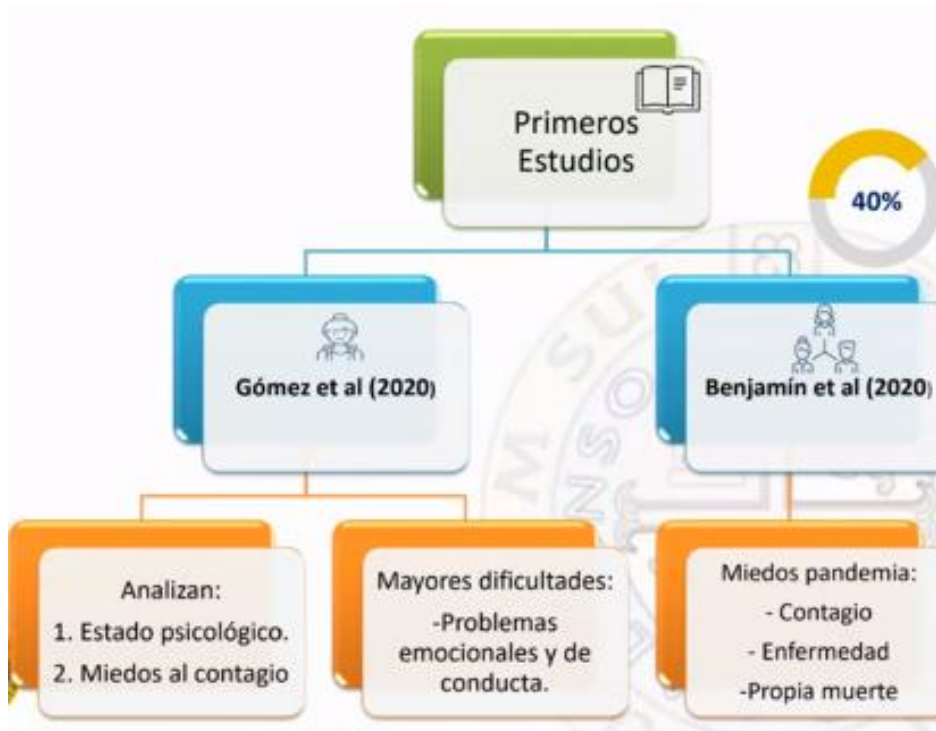 Primeros
Estudios
40%
Gómez et al (2020)
Benjamín et al (2020)
Analizan:
1. Estado psicológico.
2. Miedos al contagio
Mayores dificultades:
-Problemas
emocionales y de
conducta.
Miedos pandemia:
- Contagio
- Enfermedad
-Propia muerte